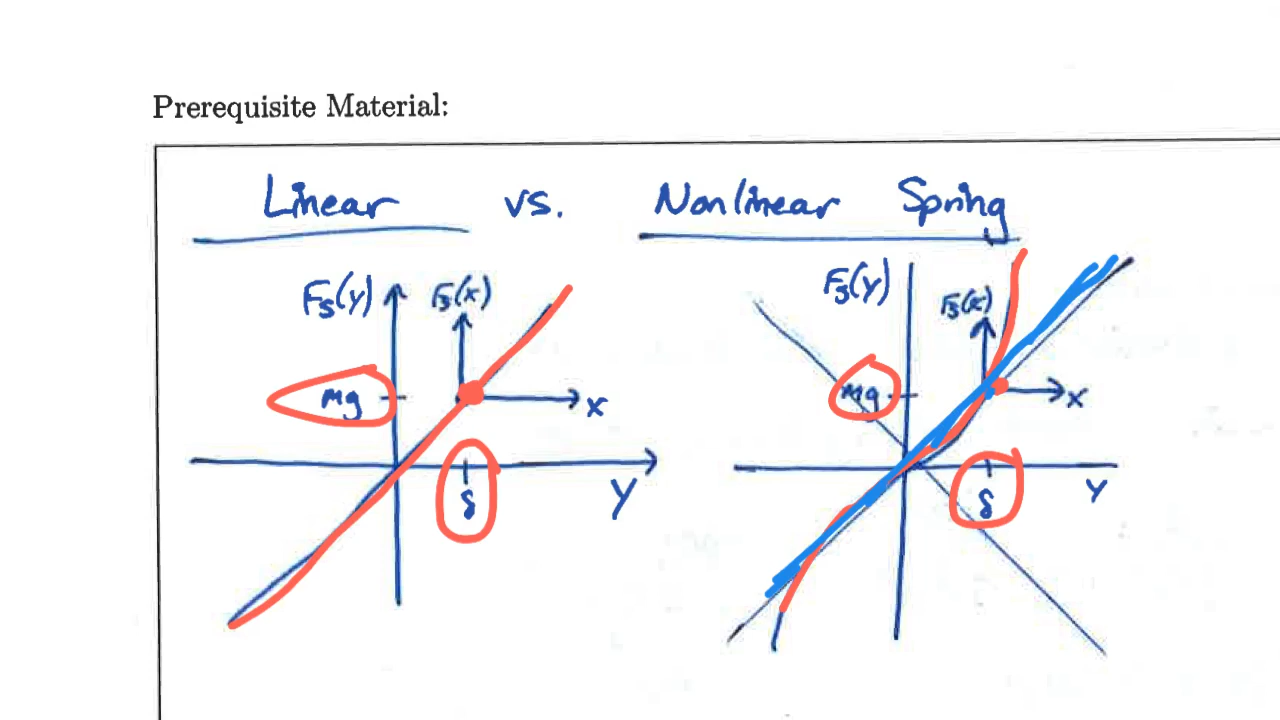 Prerequisite Material:
Linear vs. Nonlinear Spring
Fs(y) Fs(x) Fs(y) Fs(x)
mg x mg x
δ y δ y